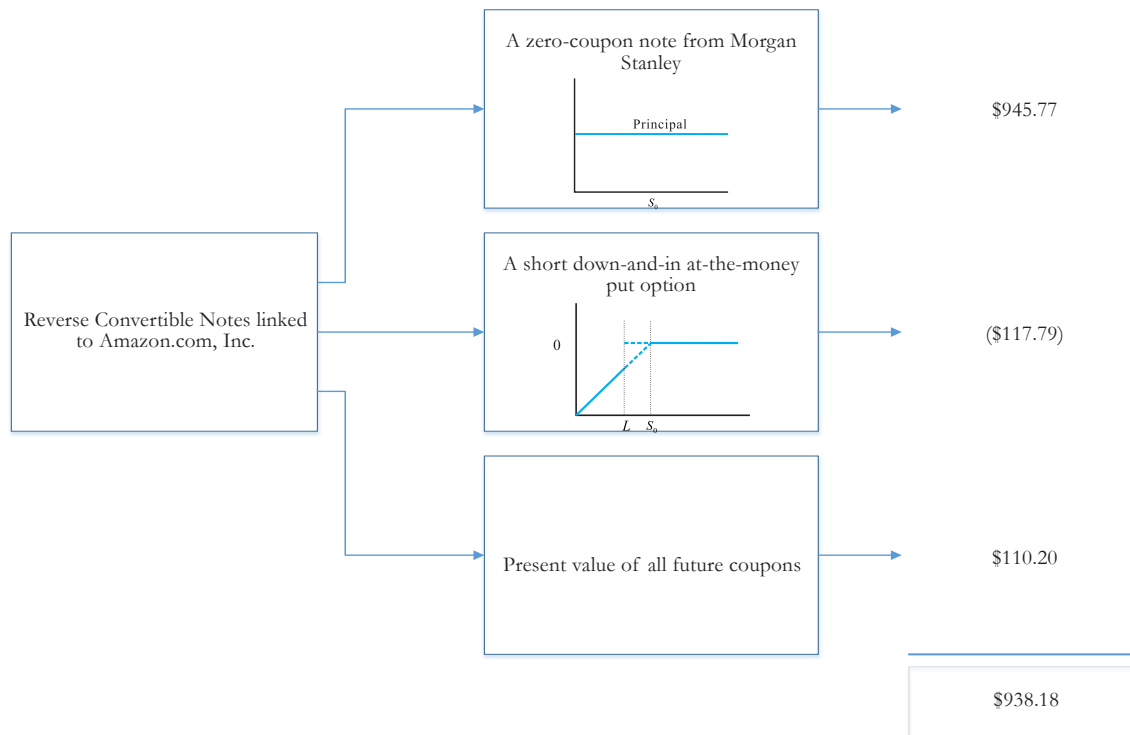 A zero-coupon note from Morgan
Stanley
Principal
S₀
$945.77
Reverse Convertible Notes linked
to Amazon.com, Inc.
A short down-and-in at-the-money
put option
0
L S₀
($117.79)
Present value of all future coupons
$110.20
$938.18